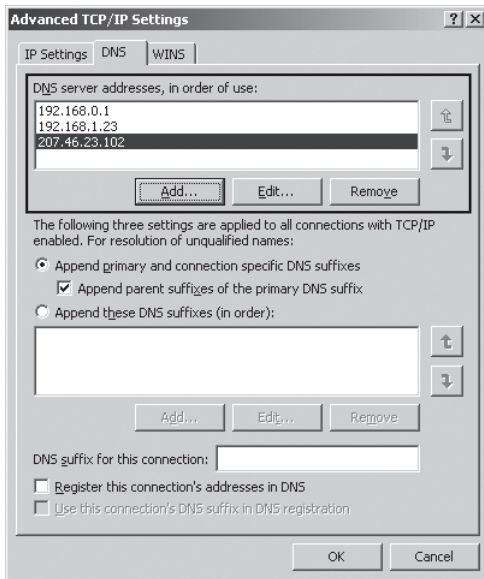 Advanced TCP/IP Settings
? X
IP Settings DNS WINS
DNS server addresses, in order of use:
192.168.0.1
192.168.1.23
207.46.23.102
Add... Edit... Remove
The following three settings are applied to all connections with TCP/IP
enabled. For resolution of unqualified names:
Append primary and connection specific DNS suffixes
Append parent suffixes of the primary DNS suffix
Append these DNS suffixes (in order):
Add... Edit... Remove
DNS suffix for this connection:
Register this connection's addresses in DNS
Use this connection's DNS suffix in DNS registration
OK Cancel